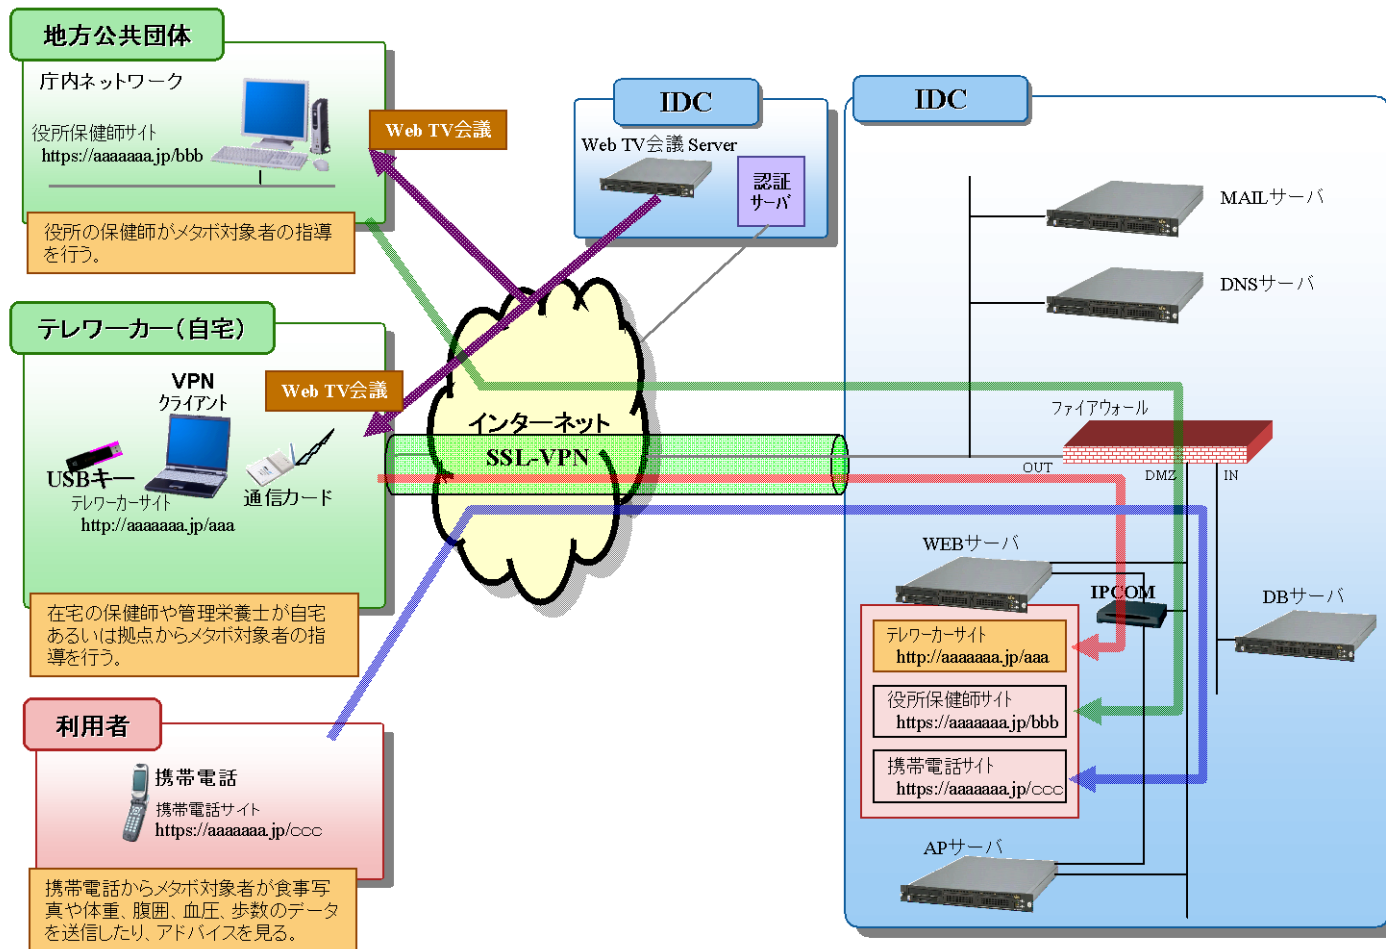 地方公共団体
庁内ネットワーク
役所保健師サイト
https://aaaaaaa.jp/bbb
役所の保健師がメタボ対象者の指導
を行う。
Web TV会議
テレワーカー(自宅)
VPN
クライアント
Web TV会議
USBキー
通信カード
テレワーカーサイト
http://aaaaaaa.jp/aaa
在宅の保健師や管理栄養士が自宅
あるいは拠点からメタボ対象者の指
導を行う。
利用者
携帯電話
携帯電話サイト
https://aaaaaaa.jp/ccc
携帯電話からメタボ対象者が食事写
真や体重、腹囲、血圧、歩数のデータ
を送信したり、アドバイスを見る。
IDC
Web TV会議 Server
認証
サーバ
インターネット
SSL-VPN
IDC
MAILサーバ
DNSサーバ
ファイアウォール
OUT
DMZ
IN
WEBサーバ
IPCOM
DBサーバ
テレワーカーサイト
http://aaaaaaa.jp/aaa
役所保健師サイト
https://aaaaaaa.jp/bbb
携帯電話サイト
https://aaaaaaa.jp/ccc
APサーバ